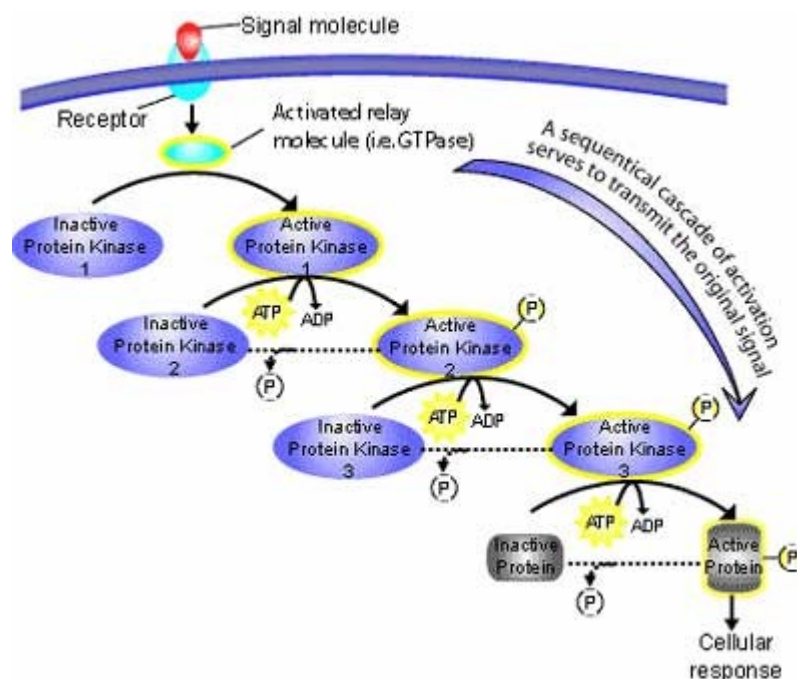 Signal molecule
Receptor
Activated relay
molecule (i.e. GTPase)
A sequentical cascade of activation
serves to transmit the original signal
Inactive
Protein Kinase
1
Active
Protein Kinase
1
ATP
ADP
Inactive
Protein Kinase
2
Active
Protein Kinase
2
P
P
ATP
ADP
Inactive
Protein Kinase
3
Active
Protein Kinase
3
P
P
ATP
ADP
Inactive
Protein
Active
Protein
P
P
Cellular
response